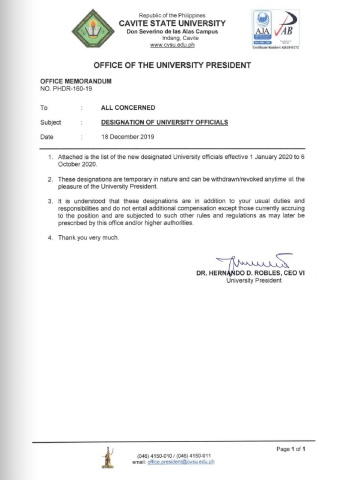 Republic of the Philippines
CAVITE STATE UNIVERSITY
Don Severino de las Alas Campus
Indang, Cavite
www.cvsu.edu.ph
AJA
AB
OFFICE OF THE UNIVERSITY PRESIDENT
OFFICE MEMORANDUM
NO. PHDR-160-19
To : ALL CONCERNED
Subject : DESIGNATION OF UNIVERSITY OFFICIALS
Date : 18 December 2019
1. Attached is the list of the new designated University officials effective 1 January 2020 to 6
October 2020.
2. These designations are temporary in nature and can be withdrawn/revoked anytime at the
pleasure of the University President.
3. It is understood that these designations are in addition to your usual duties and
responsibilities and do not entail additional compensation except those currently accruing
to the position and are subjected to such other rules and regulations as may later be
prescribed by this office and/or higher authorities.
4. Thank you very much.
DR. HERNANDO D. ROBLES, CEO VI
University President
Page 1 of 1
(046) 4150-010 / (046) 4150-011
email: office.president@cvsu.edu.ph